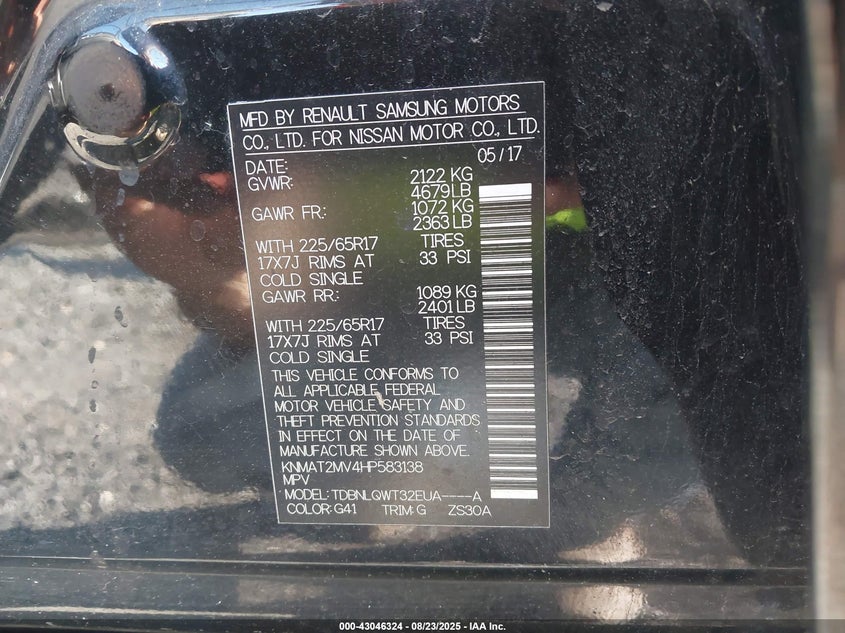 MFD BY RENAULT SAMSUNG MOTORS
CO., LTD. FOR NISSAN MOTOR CO., LTD.
DATE: 05/17
GVWR: 2122 KG
4679LB
GAWR FR: 1072 KG
2363 LB
WITH 225/65R17 TIRES
17X7J RIMS AT 33 PSI
COLD SINGLE
GAWR RR: 1089 KG
2401LB
WITH 225/65R17 TIRES
17X7J RIMS AT 33 PSI
COLD SINGLE
THIS VEHICLE CONFORMS TO
ALL APPLICABLE FEDERAL
MOTOR VEHICLE SAFETY AND
THEFT PREVENTION STANDARDS
IN EFFECT ON THE DATE OF
MANUFACTURE SHOWN ABOVE.
KNMAT2MV4HP583138
MPV
MODEL: TDBNLQWT32EUA----A
COLOR: G41 TRIM: G ZS30A
000-43046324 - 08/23/2025 - IAA Inc.